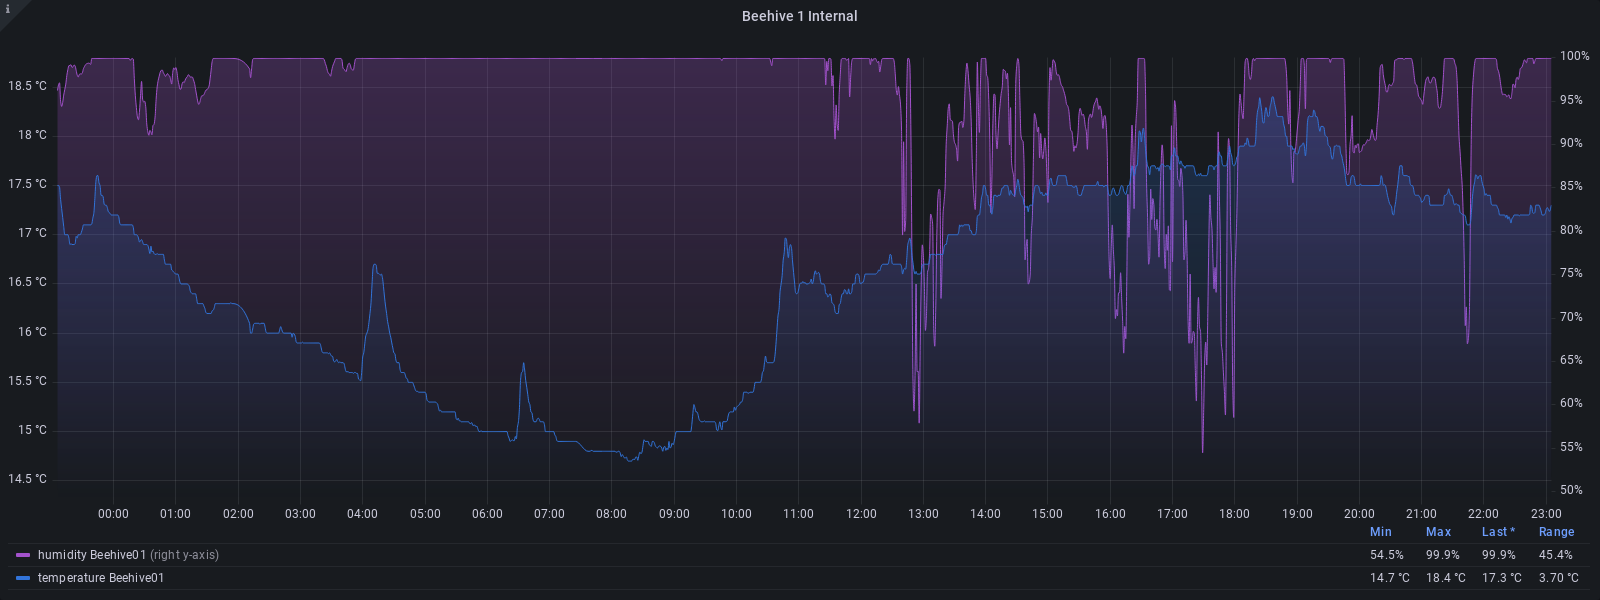 i
Beehive 1 Internal
18.5 °C
18 °C
17.5 °C
17 °C
16.5 °C
16 °C
15.5 °C
15 °C
14.5 °C
100%
95%
90%
85%
80%
75%
70%
65%
60%
55%
50%
00:00 01:00 02:00 03:00 04:00 05:00 06:00 07:00 08:00 09:00 10:00 11:00 12:00 13:00 14:00 15:00 16:00 17:00 18:00 19:00 20:00 21:00 22:00 23:00
Min Max Last * Range
humidity Beehive01 (right y-axis) 54.5% 99.9% 99.9% 45.4%
temperature Beehive01 14.7 °C 18.4 °C 17.3 °C 3.70 °C